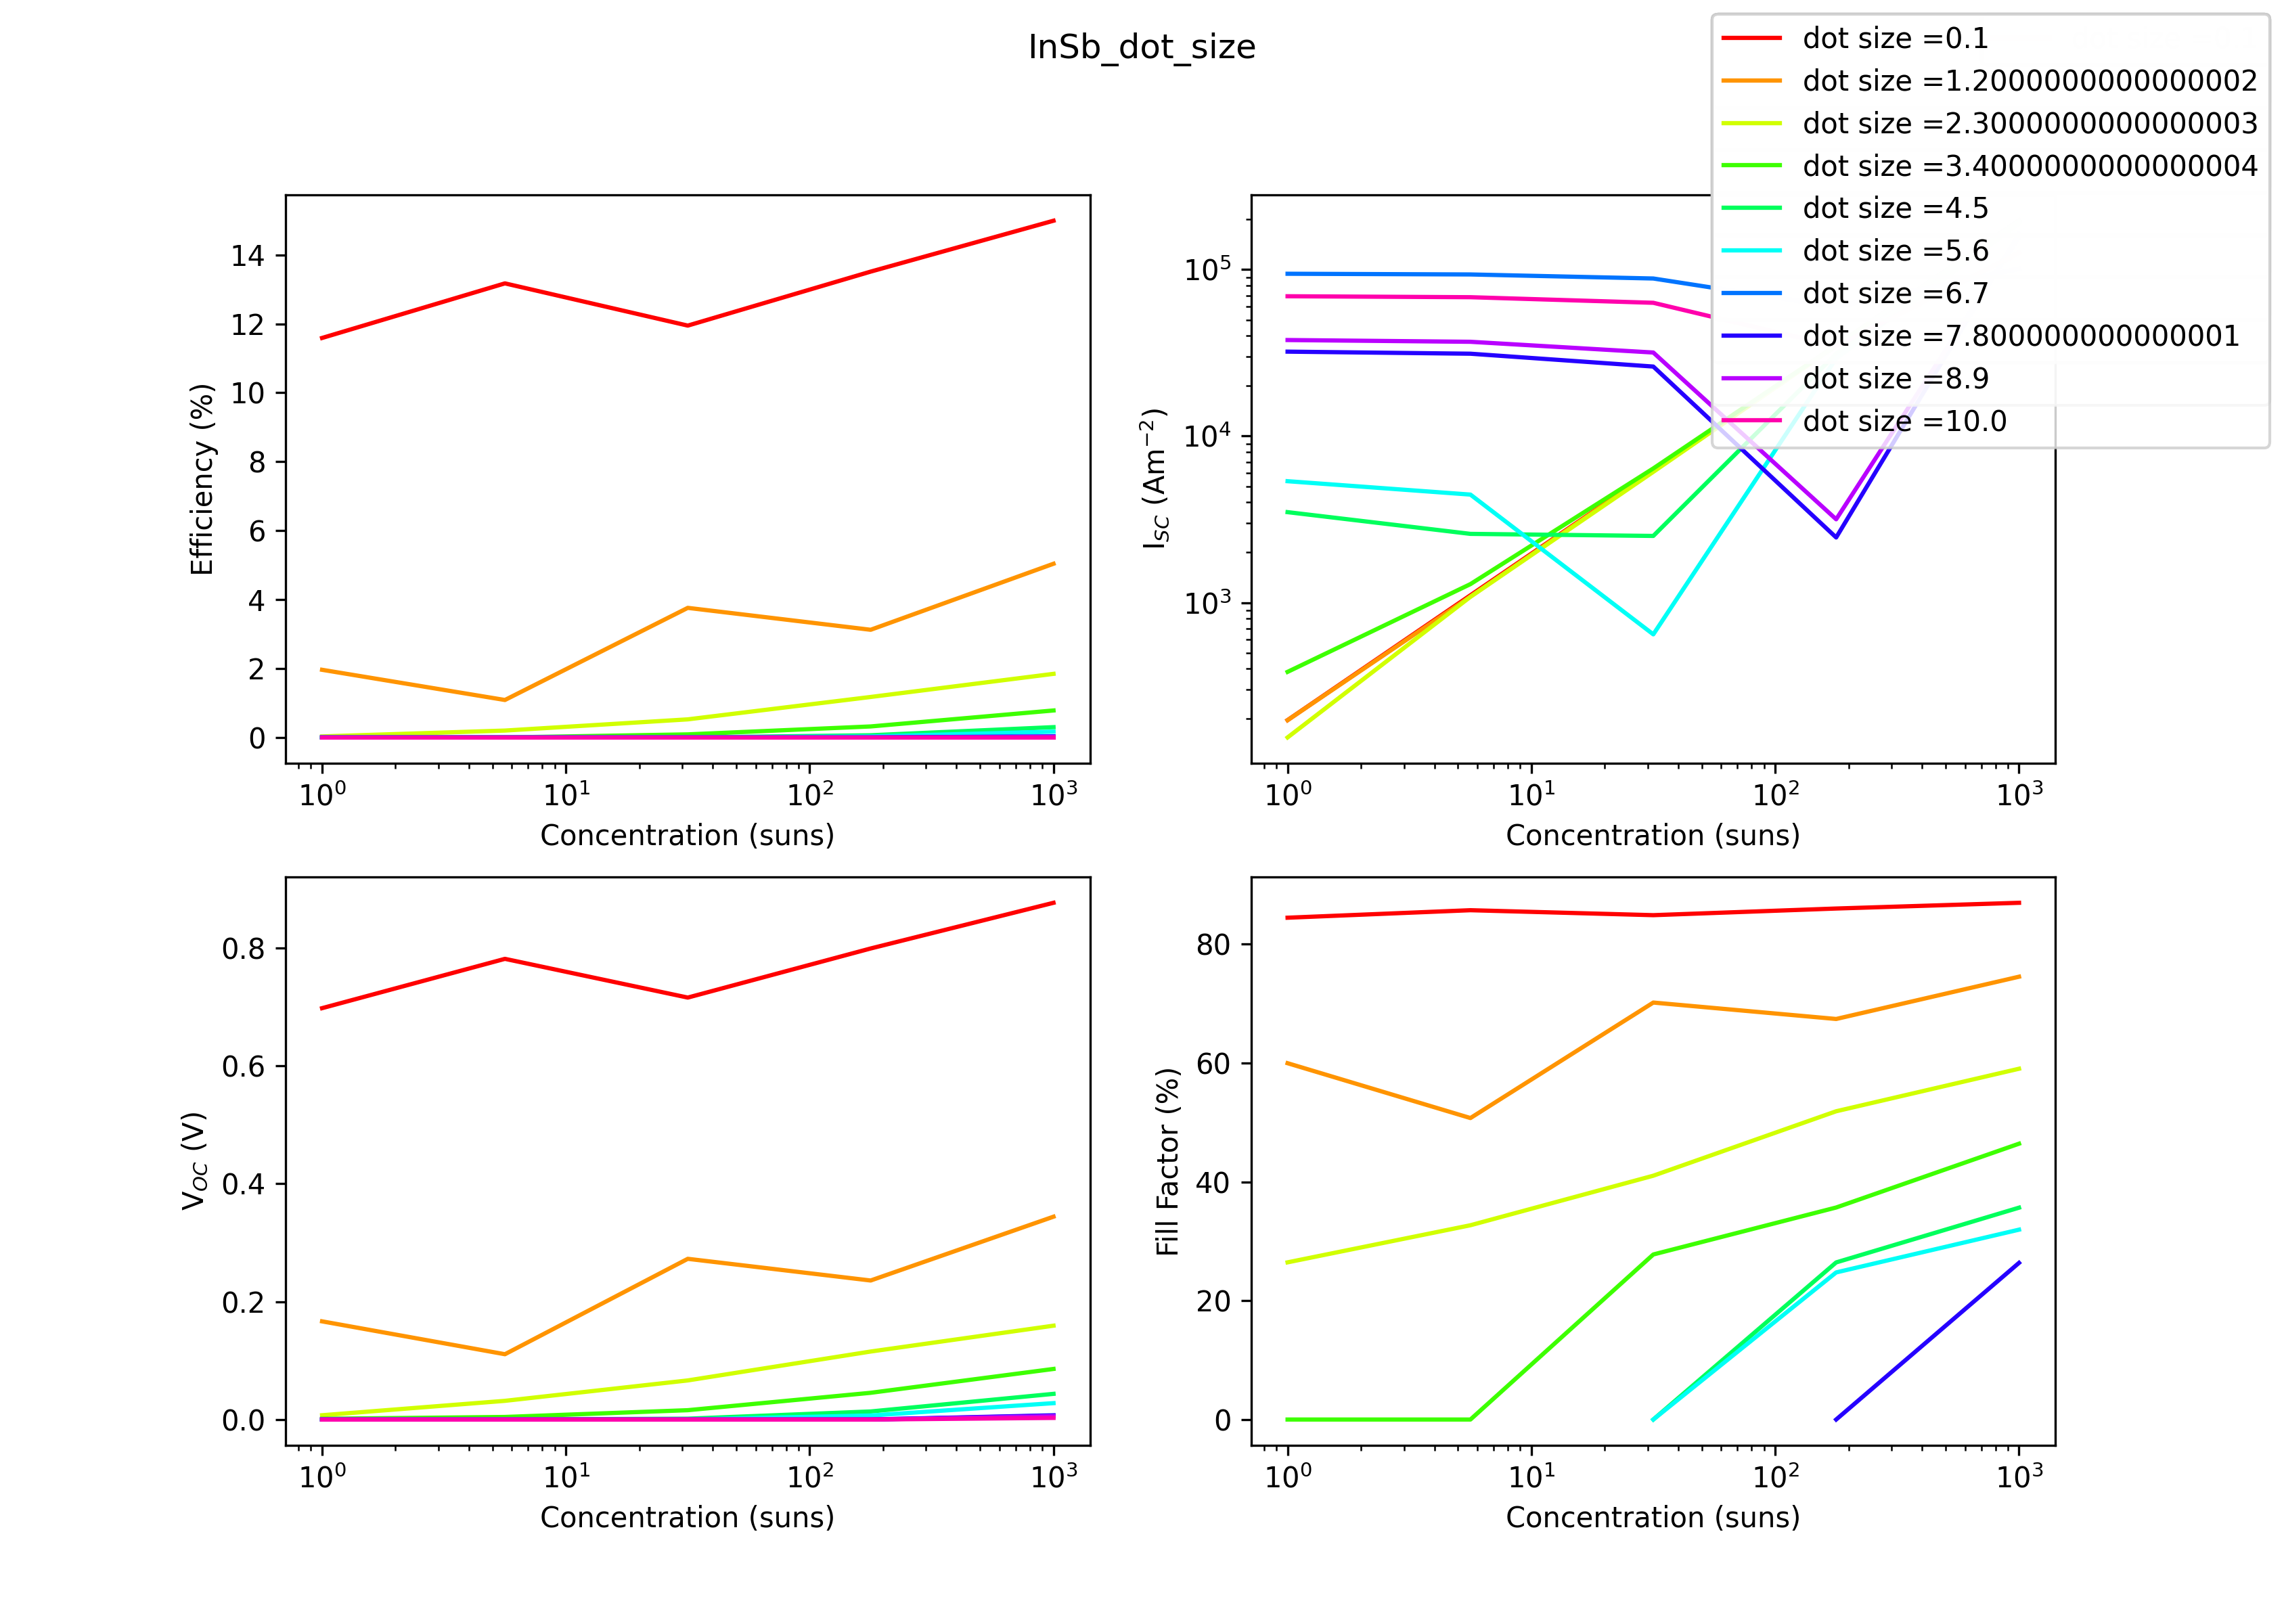 InSb_dot_size
dot size =0.1
dot size =1.2000000000000002
dot size =2.3000000000000003
dot size =3.4000000000000004
dot size =4.5
dot size =5.6
dot size =6.7
dot size =7.800000000000001
dot size =8.9
dot size =10.0
Efficiency (%)
14
12
10
8
6
4
2
0
10⁰ 10¹ 10² 10³
Concentration (suns)
I_SC (Am⁻²)
10⁵
10⁴
10³
10⁰ 10¹ 10² 10³
Concentration (suns)
V_OC (V)
0.8
0.6
0.4
0.2
0.0
10⁰ 10¹ 10² 10³
Concentration (suns)
Fill Factor (%)
80
60
40
20
0
10⁰ 10¹ 10² 10³
Concentration (suns)